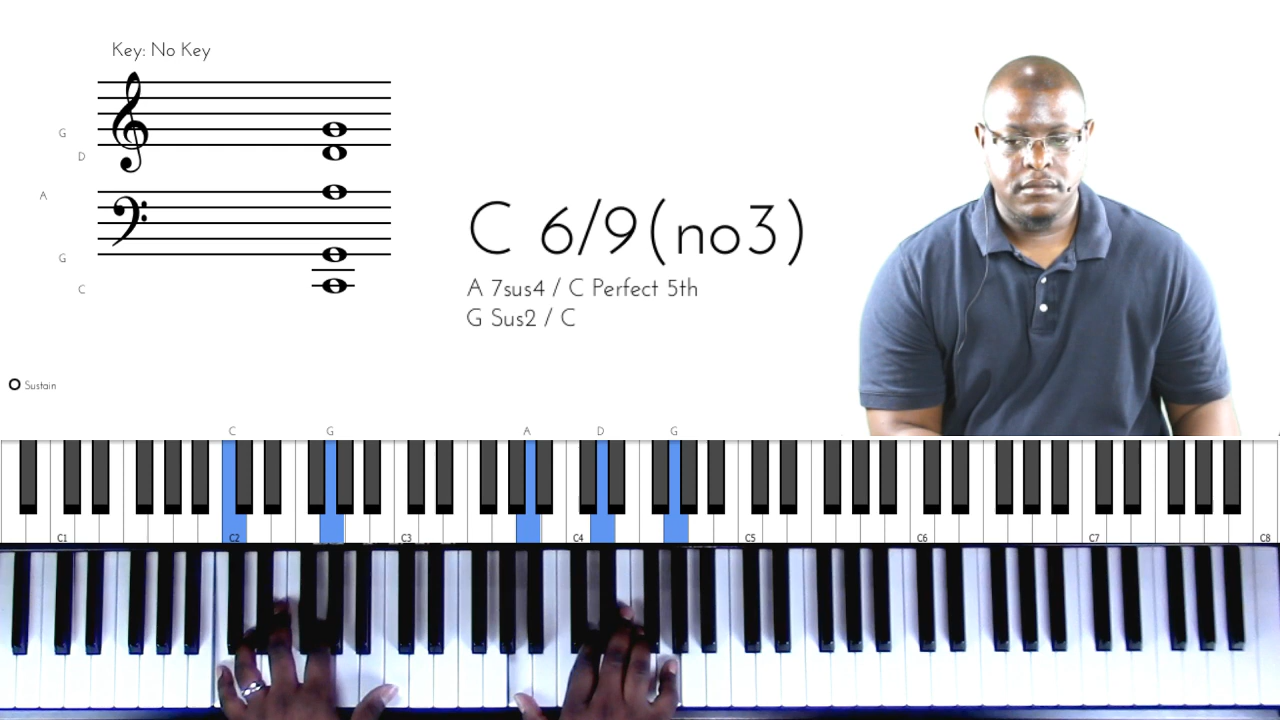 Key: No Key
G
D
A
G
C
C 6/9(no3)
A 7sus4 / C Perfect 5th
G Sus2 / C
Sustain
C G A D G
C1 C2 C3 C4 C5 C6 C7 C8